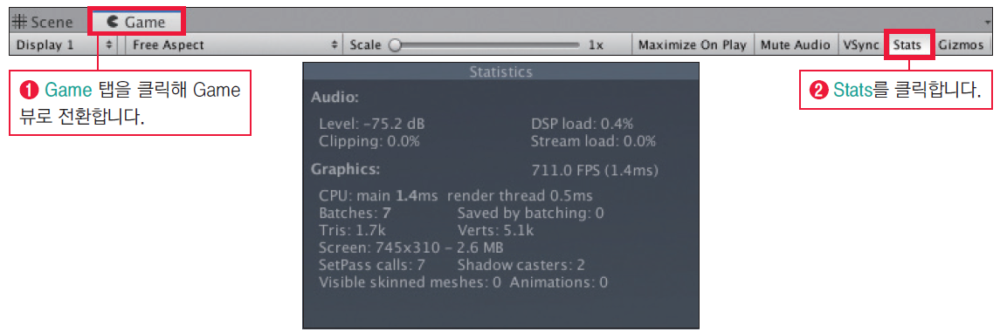 Scene Game
Display 1 Free Aspect Scale 1x Maximize On Play Mute Audio VSync Stats Gizmos
❶ Game 탭을 클릭해 Game
뷰로 전환합니다.
❷ Stats를 클릭합니다.
Statistics
Audio:
Level: -75.2 dB DSP load: 0.4%
Clipping: 0.0% Stream load: 0.0%
Graphics: 711.0 FPS (1.4ms)
CPU: main 1.4ms render thread 0.5ms
Batches: 7 Saved by batching: 0
Tris: 1.7k Verts: 5.1k
Screen: 745x310 - 2.6 MB
SetPass calls: 7 Shadow casters: 2
Visible skinned meshes: 0 Animations: 0